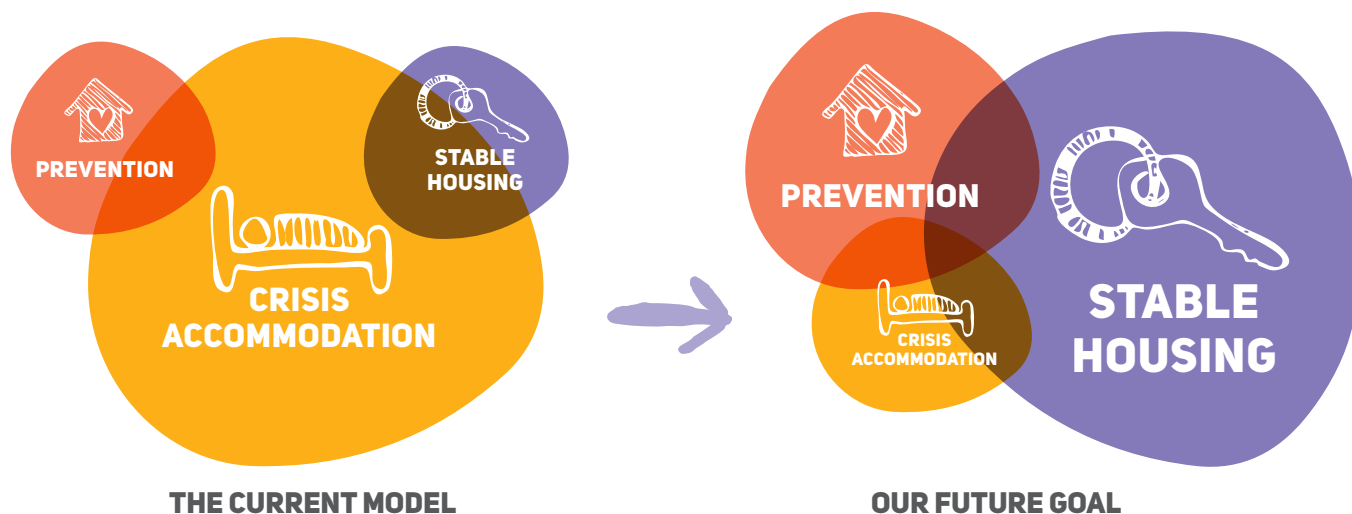 PREVENTION
STABLE
HOUSING
CRISIS
ACCOMMODATION
THE CURRENT MODEL
PREVENTION
CRISIS
ACCOMMODATION
STABLE
HOUSING
OUR FUTURE GOAL